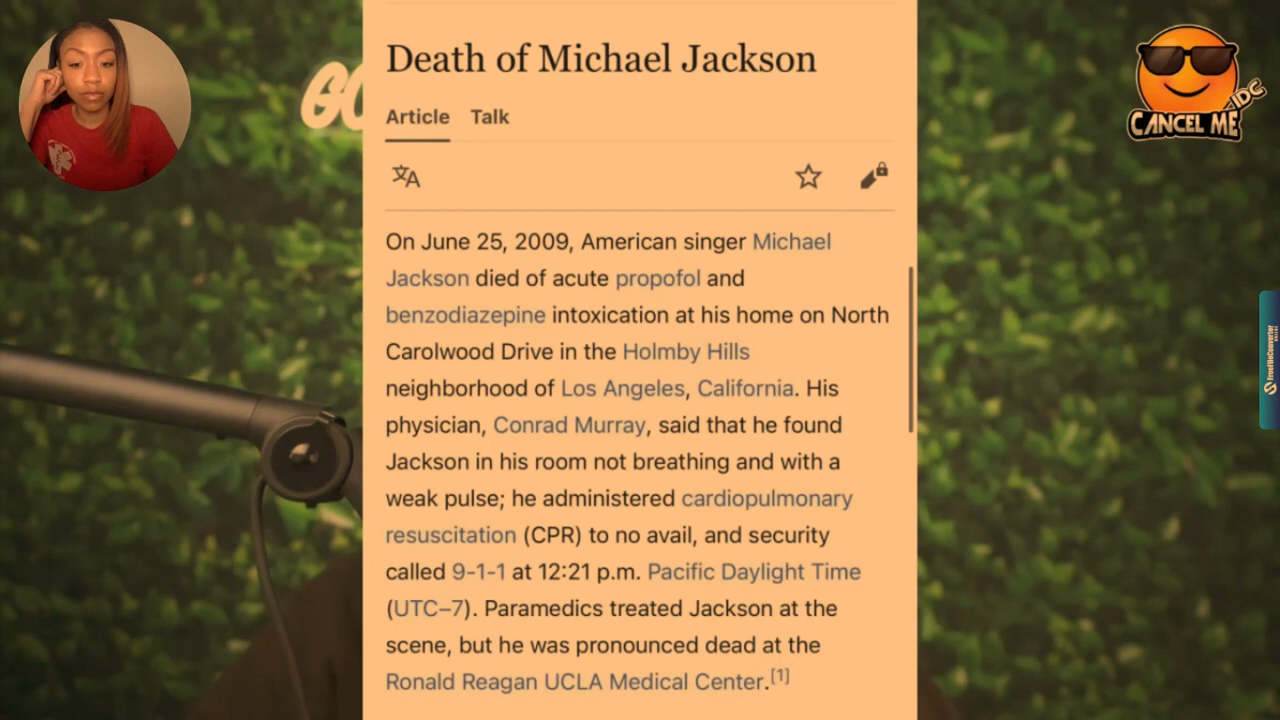 GO
Death of Michael Jackson
Article Talk
On June 25, 2009, American singer Michael
Jackson died of acute propofol and
benzodiazepine intoxication at his home on North
Carolwood Drive in the Holmby Hills
neighborhood of Los Angeles, California. His
physician, Conrad Murray, said that he found
Jackson in his room not breathing and with a
weak pulse; he administered cardiopulmonary
resuscitation (CPR) to no avail, and security
called 9-1-1 at 12:21 p.m. Pacific Daylight Time
(UTC–7). Paramedics treated Jackson at the
scene, but he was pronounced dead at the
Ronald Reagan UCLA Medical Center.[1]
IDC
CANCEL ME